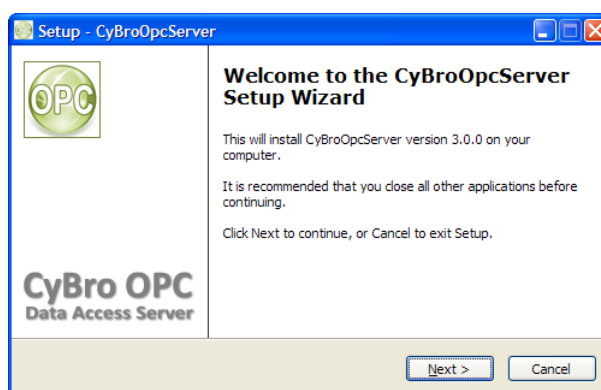 Setup - CyBroOpcServer
OPC
Welcome to the CyBroOpcServer
Setup Wizard
This will install CyBroOpcServer version 3.0.0 on your
computer.
It is recommended that you close all other applications before
continuing.
Click Next to continue, or Cancel to exit Setup.
CyBro OPC
Data Access Server
Next >
Cancel